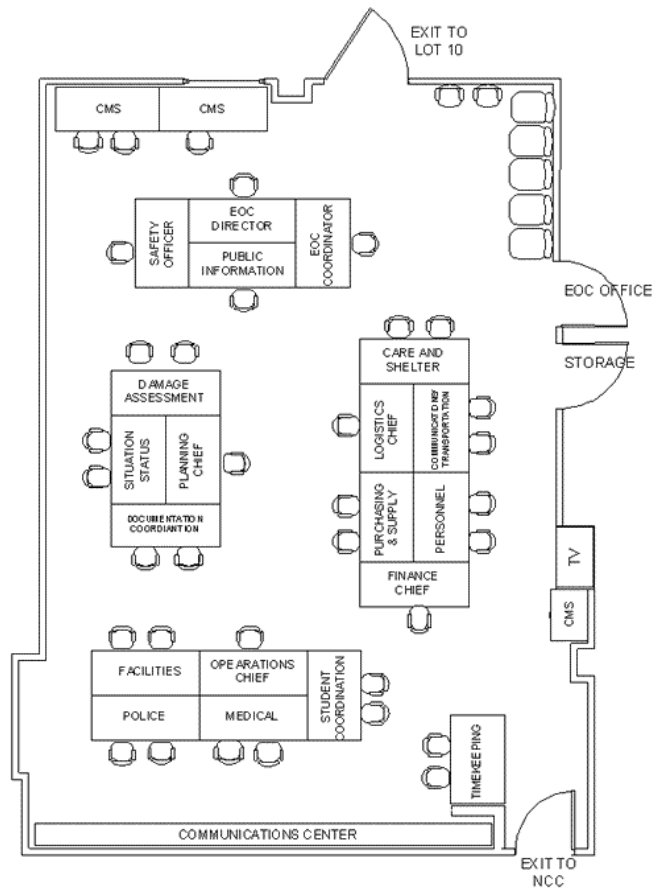 EXIT TO
LOT 10
CMS
CMS
SAFETY
OFFICER
EOC
DIRECTOR
PUBLIC
INFORMATION
EOC
COORDINATOR
EOC OFFICE
STORAGE
CARE AND
SHELTER
LOGISTICS
CHIEF
COMMUNICATIONS/
TRANSPORTATION
PURCHASING
& SUPPLY
PERSONNEL
FINANCE
CHIEF
DAMAGE
ASSESSMENT
SITUATION
STATUS
PLANNING
CHIEF
DOCUMENTATION
COORDIANTION
TV
CMS
FACILITIES
OPEARATIONS
CHIEF
POLICE
MEDICAL
STUDENT
COORDINATION
TIMEKEEPING
COMMUNICATIONS CENTER
EXIT TO
NCC